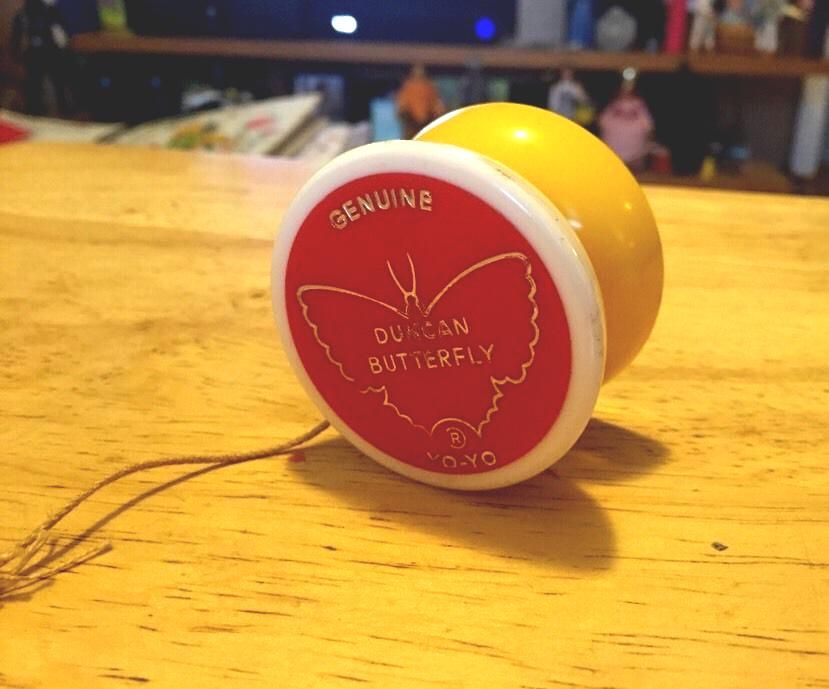 GENUINE
DUNCAN
BUTTERFLY
®
YO-YO